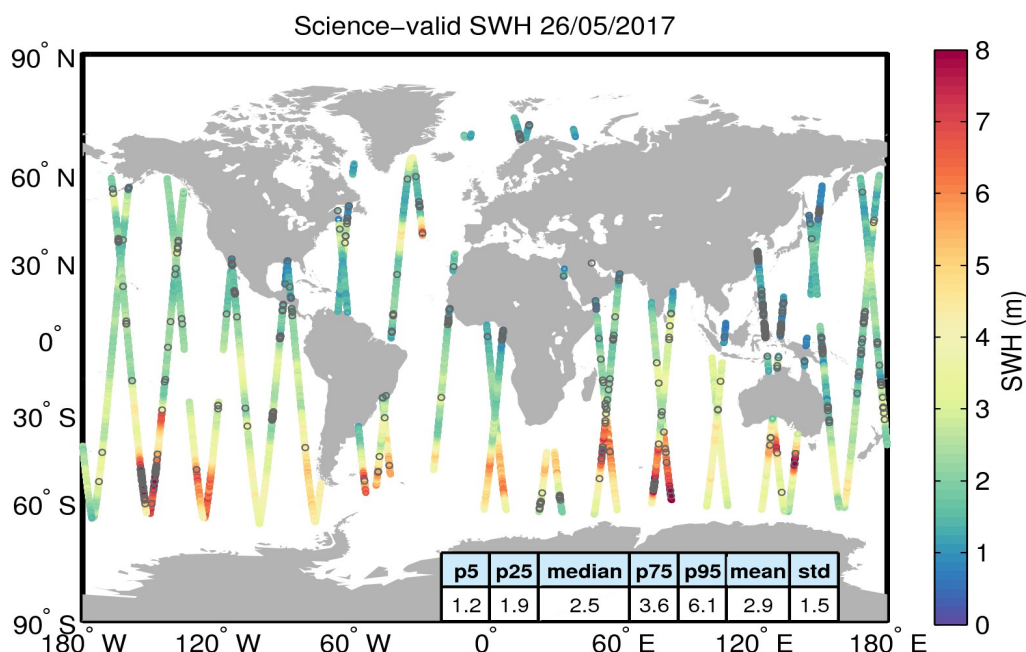 Science−valid SWH 26/05/2017
90° N
60° N
30° N
0°
30° S
60° S
90° S
180° W
120° W
60° W
0°
60° E
120° E
180° E
p5 p25 median p75 p95 mean std
1.2 1.9 2.5 3.6 6.1 2.9 1.5
8
7
6
5
4
3
2
1
0
SWH (m)